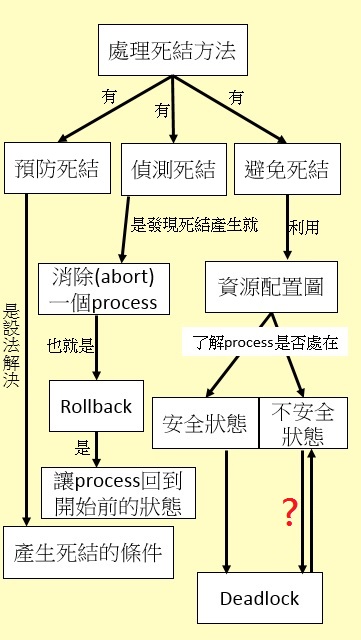 處理死結方法
有
有
有
預防死結
偵測死結
避免死結
是發現死結產生就
利用
消除(abort)
一個process
資源配置圖
是設法解決
也就是
了解process是否處在
Rollback
安全狀態
不安全
狀態
是
讓process回到
開始前的狀態
?
產生死結的條件
Deadlock